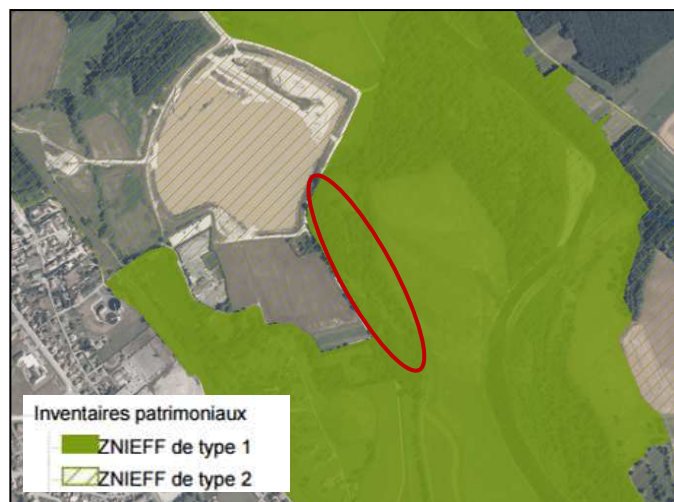 Inventaires patrimoniaux
ZNIEFF de type 1
ZNIEFF de type 2